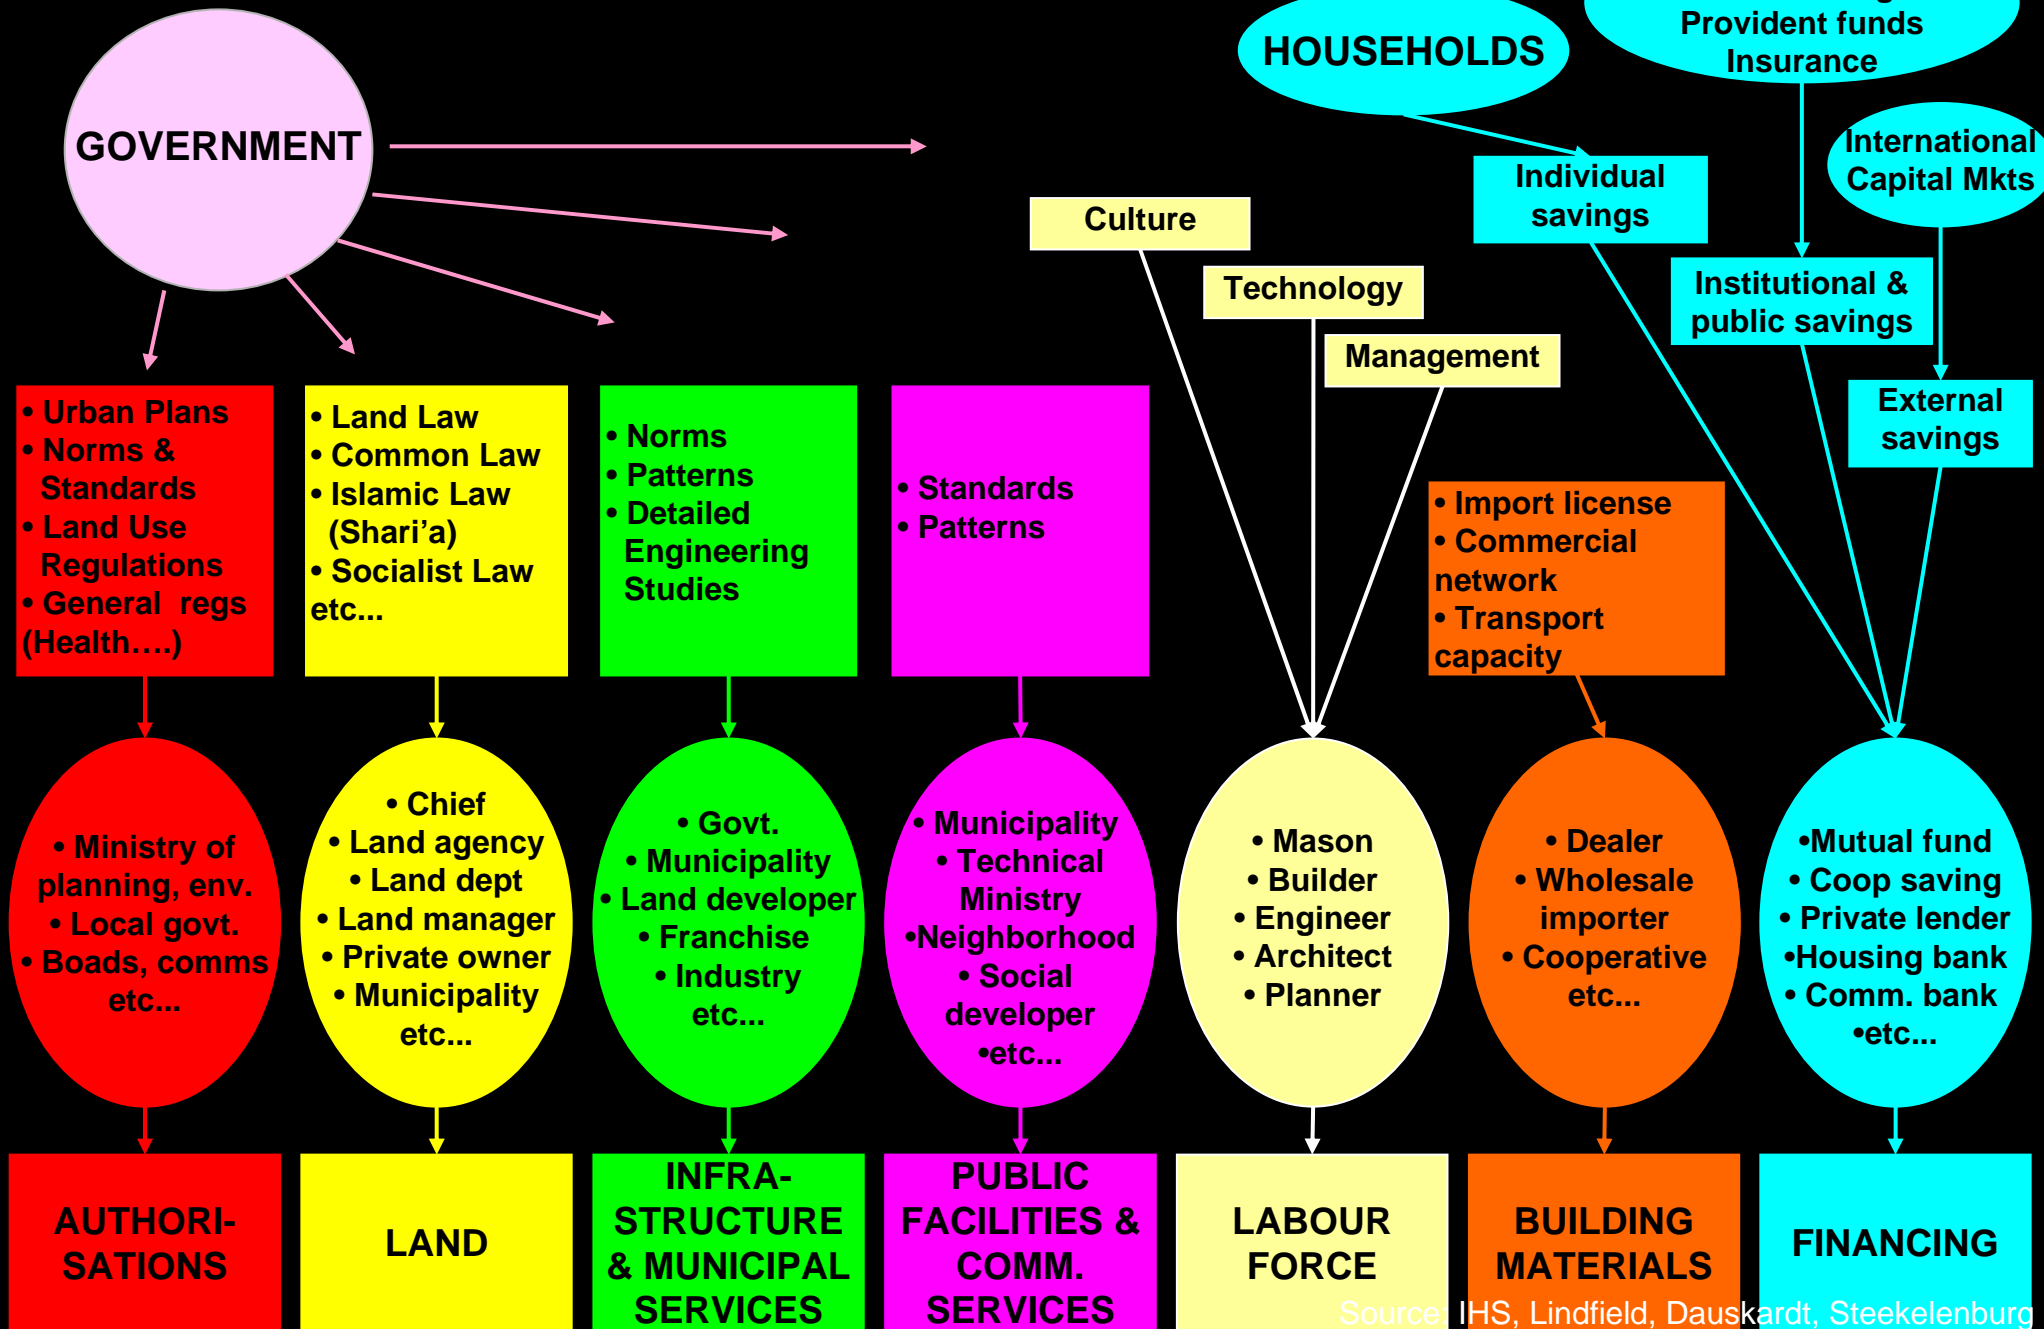 GOVERNMENT
HOUSEHOLDS
Provident funds
Insurance
International
Capital Mkts
Individual
savings
Institutional &
public savings
External
savings
Culture
Technology
Management
• Urban Plans
• Norms &
Standards
• Land Use
Regulations
• General regs
(Health….)
• Land Law
• Common Law
• Islamic Law
(Shari’a)
• Socialist Law
etc...
• Norms
• Patterns
• Detailed
Engineering
Studies
• Standards
• Patterns
• Import license
• Commercial
network
• Transport
capacity
• Ministry of
planning, env.
• Local govt.
• Boads, comms
etc...
• Chief
• Land agency
• Land dept
• Land manager
• Private owner
• Municipality
etc...
• Govt.
• Municipality
• Land developer
• Franchise
• Industry
etc...
• Municipality
• Technical
Ministry
•Neighborhood
• Social
developer
•etc...
• Mason
• Builder
• Engineer
• Architect
• Planner
• Dealer
• Wholesale
importer
• Cooperative
etc...
•Mutual fund
• Coop saving
• Private lender
•Housing bank
• Comm. bank
•etc...
AUTHORI-
SATIONS
LAND
INFRA-
STRUCTURE
& MUNICIPAL
SERVICES
PUBLIC
FACILITIES &
COMM.
SERVICES
LABOUR
FORCE
BUILDING
MATERIALS
FINANCING
Source: IHS, Lindfield, Dauskardt, Steekelenburg